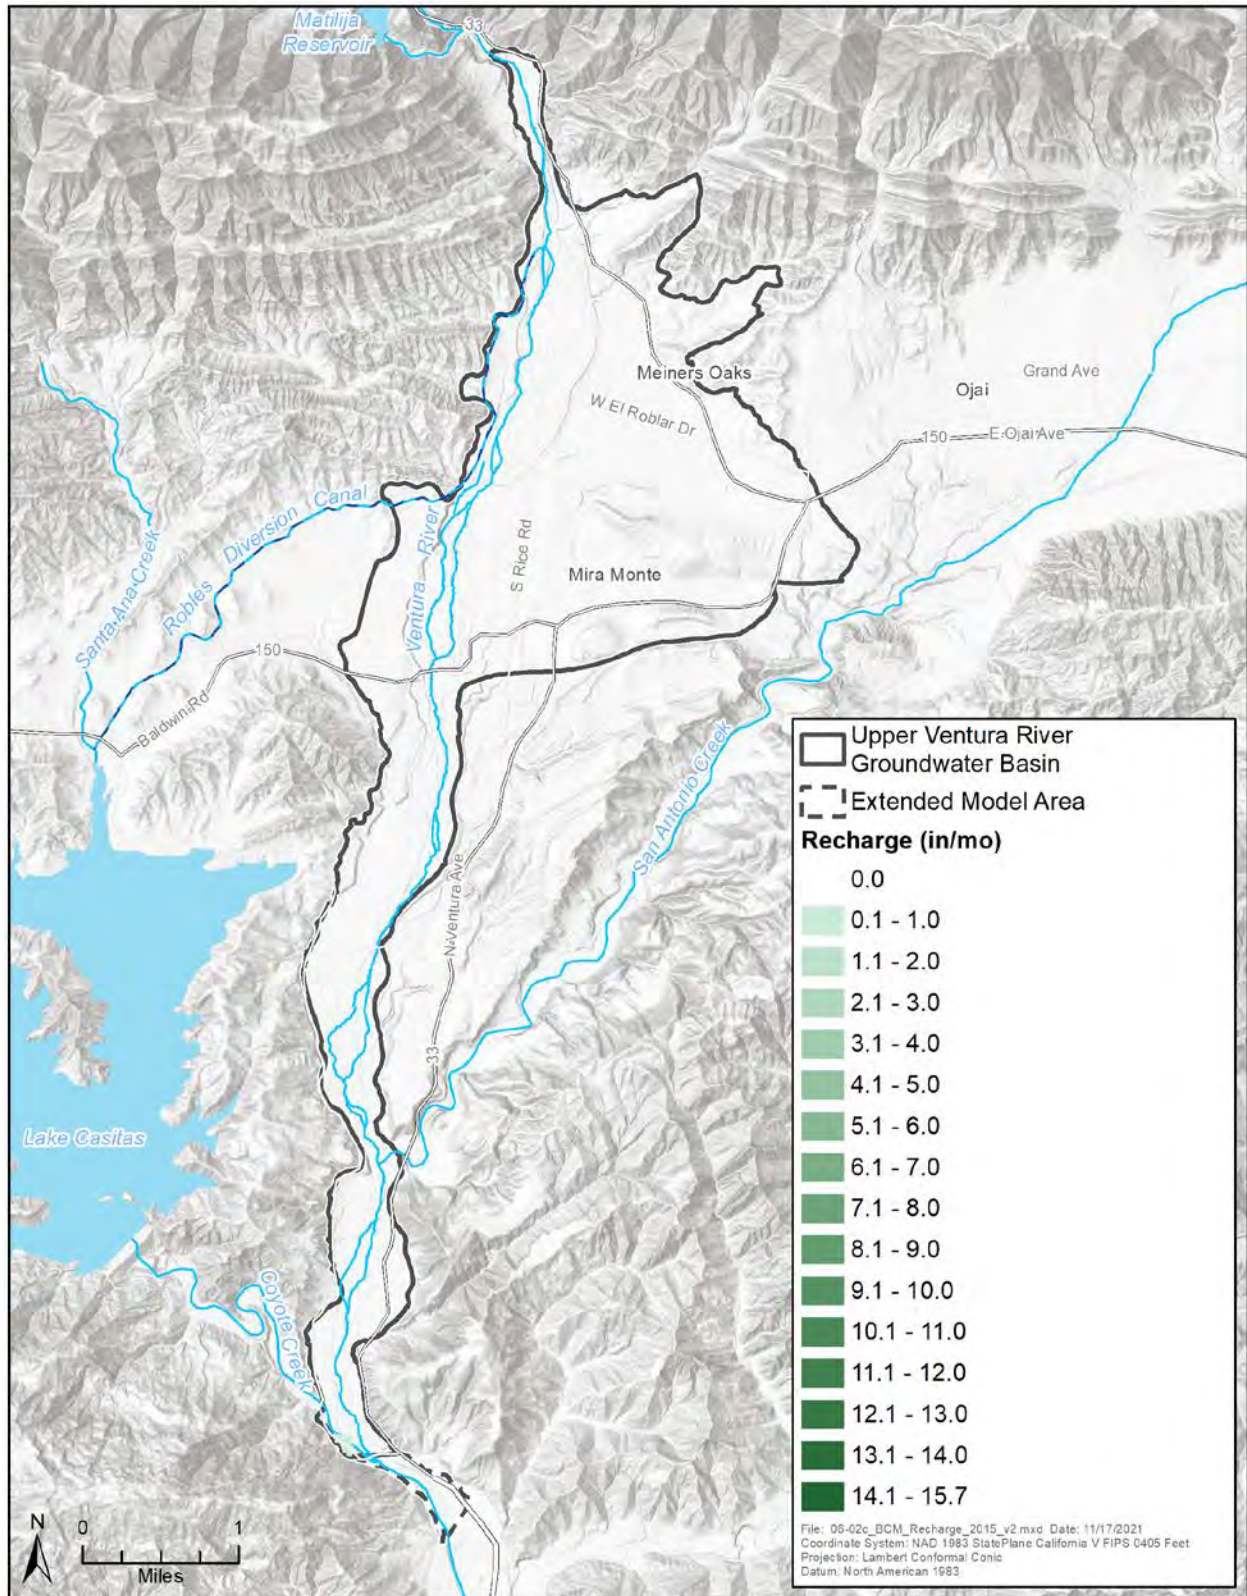 Matilija
Reservoir
33
Meiners Oaks
Ojai
Grand Ave
W El Roblar Dr
150
E Ojai Ave
Santa Ana Creek
Robles Diversion Canal
Ventura River
S Rice Rd
Mira Monte
150
Baldwin Rd
San Antonio Creek
N Ventura Ave
33
Lake Casitas
Coyote Creek
Upper Ventura River
Groundwater Basin
Extended Model Area
Recharge (in/mo)
0.0
0.1 - 1.0
1.1 - 2.0
2.1 - 3.0
3.1 - 4.0
4.1 - 5.0
5.1 - 6.0
6.1 - 7.0
7.1 - 8.0
8.1 - 9.0
9.1 - 10.0
10.1 - 11.0
11.1 - 12.0
12.1 - 13.0
13.1 - 14.0
14.1 - 15.7
File: 06-02c_BCM_Recharge_2015_v2.mxd Date: 11/17/2021
Coordinate System: NAD 1983 StatePlane California V FIPS 0405 Feet
Projection: Lambert Conformal Conic
Datum: North American 1983
N
0 1
Miles